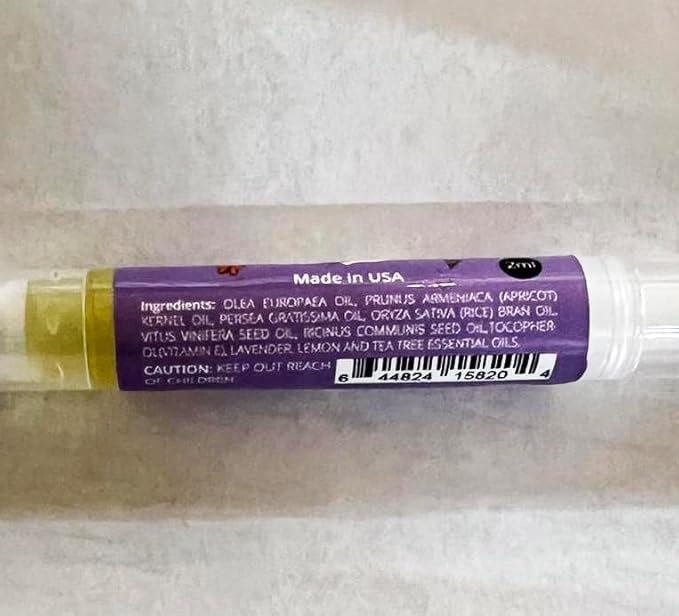 2ml
Made in USA
Ingredients: OLEA EUROPAEA OIL, PRUNUS ARMENIACA (APRICOT)
KERNEL OIL, PERSEA GRATISSIMA OIL, ORYZA SATIVA (RICE) BRAN OIL,
VITUS VINIFERA SEED OIL, RICINUS COMMUNIS SEED OIL,TOCOPHER-
OL(VITAMIN E), LAVENDER, LEMON AND TEA TREE ESSENTIAL OILS.
CAUTION: KEEP OUT REACH
OF CHILDREN
6 44824 15820 4